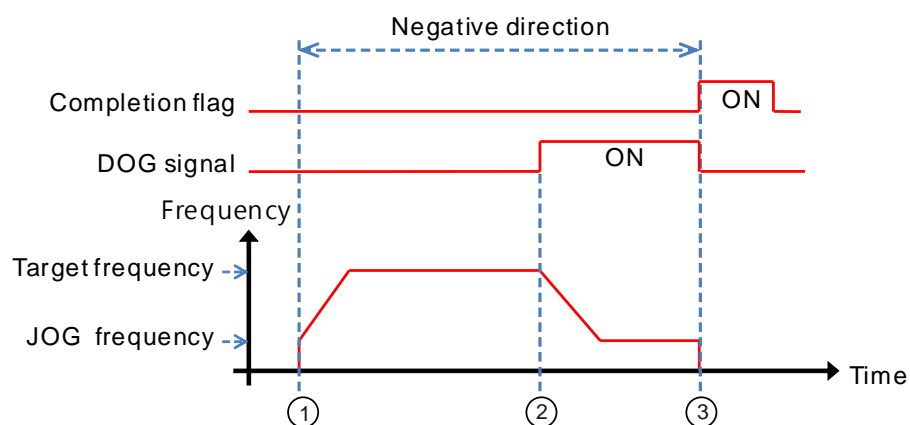 Negative direction
Completion flag
ON
DOG signal
ON
Frequency
Target frequency
JOG frequency
Time
1 2 3